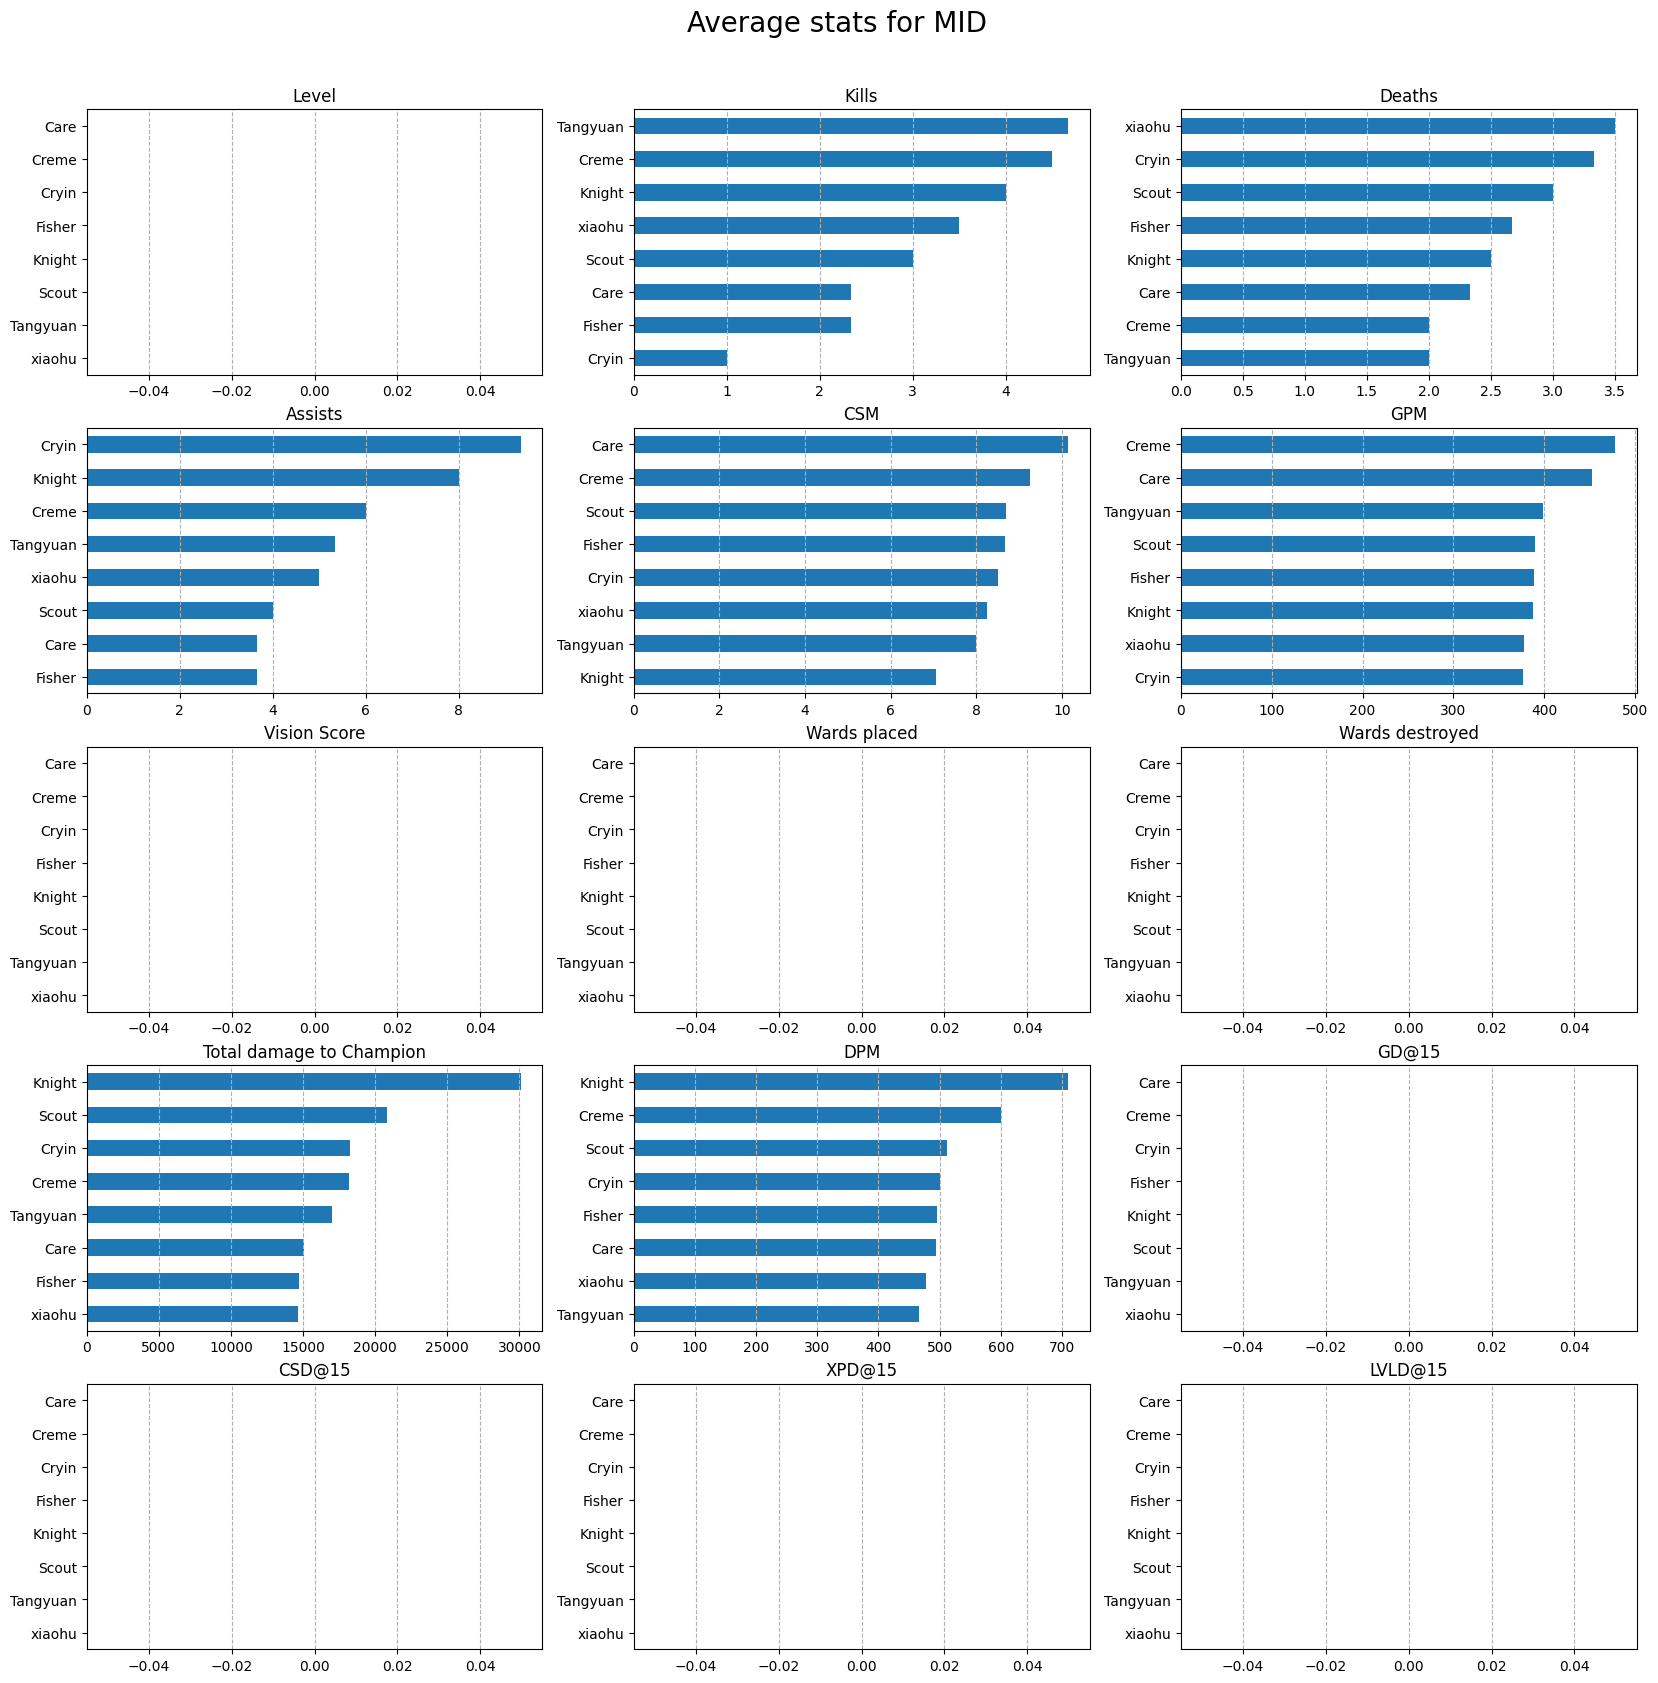 Average stats for MID
Level
Care
Creme
Cryin
Fisher
Knight
Scout
Tangyuan
xiaohu
−0.04 −0.02 0.00 0.02 0.04
Kills
Tangyuan
Creme
Knight
xiaohu
Scout
Care
Fisher
Cryin
0 1 2 3 4
Deaths
xiaohu
Cryin
Scout
Fisher
Knight
Care
Creme
Tangyuan
0.0 0.5 1.0 1.5 2.0 2.5 3.0 3.5
Assists
Cryin
Knight
Creme
Tangyuan
xiaohu
Scout
Care
Fisher
0 2 4 6 8
CSM
Care
Creme
Scout
Fisher
Cryin
xiaohu
Tangyuan
Knight
0 2 4 6 8 10
GPM
Creme
Care
Tangyuan
Scout
Fisher
Knight
xiaohu
Cryin
0 100 200 300 400 500
Vision Score
Care
Creme
Cryin
Fisher
Knight
Scout
Tangyuan
xiaohu
−0.04 −0.02 0.00 0.02 0.04
Wards placed
Care
Creme
Cryin
Fisher
Knight
Scout
Tangyuan
xiaohu
−0.04 −0.02 0.00 0.02 0.04
Wards destroyed
Care
Creme
Cryin
Fisher
Knight
Scout
Tangyuan
xiaohu
−0.04 −0.02 0.00 0.02 0.04
Total damage to Champion
Knight
Scout
Cryin
Creme
Tangyuan
Care
Fisher
xiaohu
0 5000 10000 15000 20000 25000 30000
DPM
Knight
Creme
Scout
Cryin
Fisher
Care
xiaohu
Tangyuan
0 100 200 300 400 500 600 700
GD@15
Care
Creme
Cryin
Fisher
Knight
Scout
Tangyuan
xiaohu
−0.04 −0.02 0.00 0.02 0.04
CSD@15
Care
Creme
Cryin
Fisher
Knight
Scout
Tangyuan
xiaohu
−0.04 −0.02 0.00 0.02 0.04
XPD@15
Care
Creme
Cryin
Fisher
Knight
Scout
Tangyuan
xiaohu
−0.04 −0.02 0.00 0.02 0.04
LVLD@15
Care
Creme
Cryin
Fisher
Knight
Scout
Tangyuan
xiaohu
−0.04 −0.02 0.00 0.02 0.04